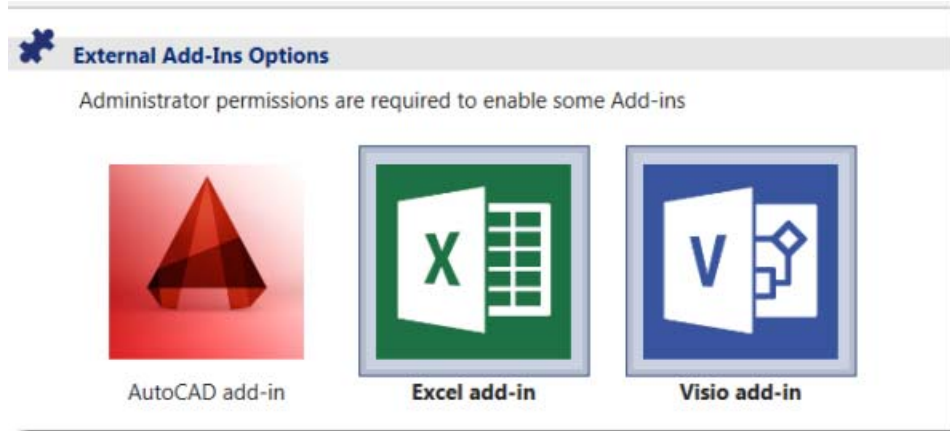 External Add-Ins Options
Administrator permissions are required to enable some Add-ins
X
V
AutoCAD add-in
Excel add-in
Visio add-in